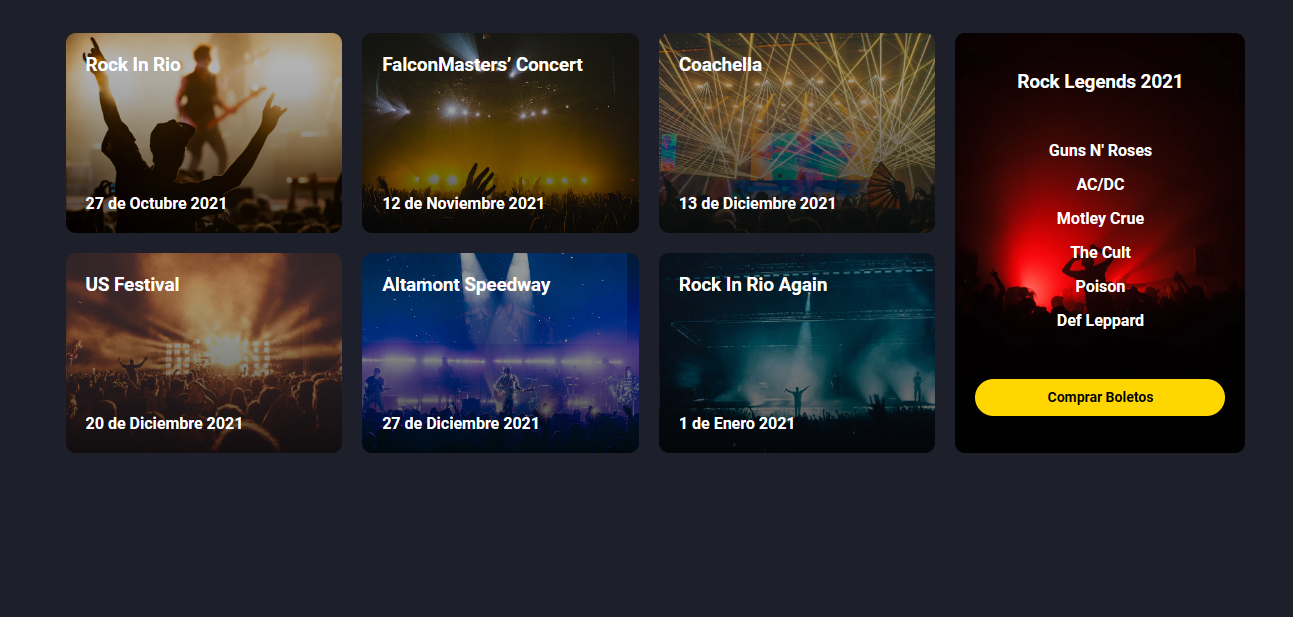 Rock In Rio
27 de Octubre 2021
FalconMasters’ Concert
12 de Noviembre 2021
Coachella
13 de Diciembre 2021
US Festival
20 de Diciembre 2021
Altamont Speedway
27 de Diciembre 2021
Rock In Rio Again
1 de Enero 2021
Rock Legends 2021
Guns N' Roses
AC/DC
Motley Crue
The Cult
Poison
Def Leppard
Comprar Boletos